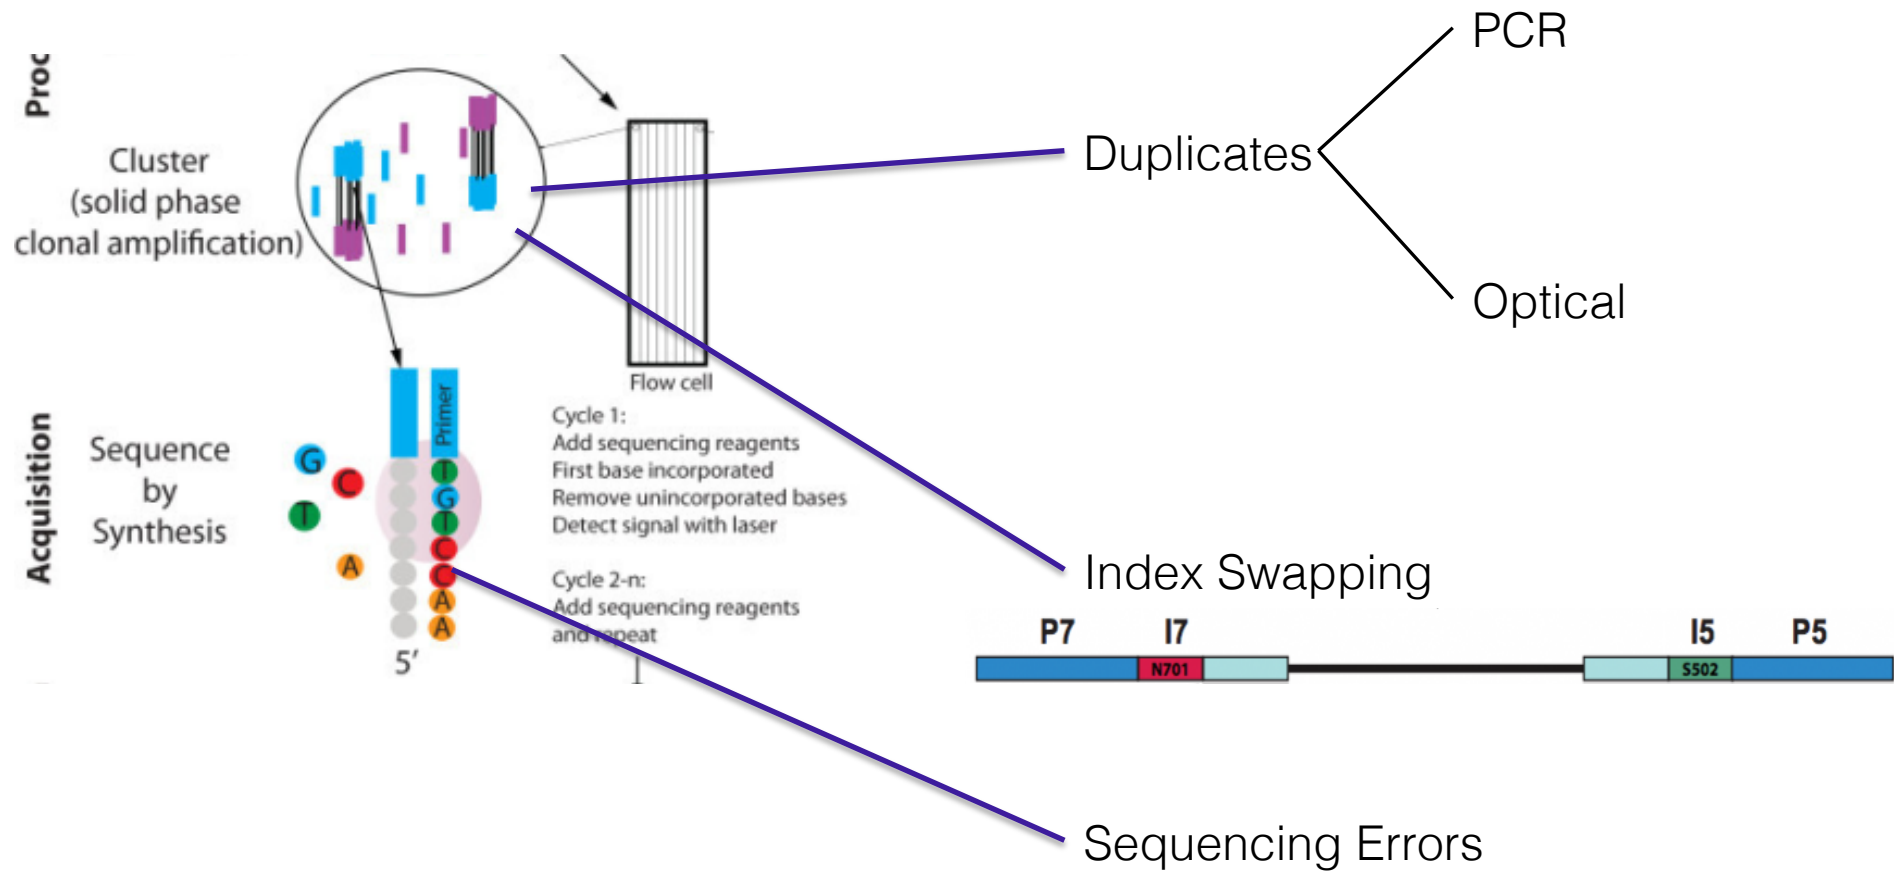 Proc
Cluster
(solid phase
clonal amplification)
Flow cell
PCR
Duplicates
Optical
Acquisition
Sequence
by
Synthesis
G
C
T
A
Primer
T
G
T
C
C
A
A
5'
Cycle 1:
Add sequencing reagents
First base incorporated
Remove unincorporated bases
Detect signal with laser
Cycle 2-n:
Add sequencing reagents
and repeat
Index Swapping
P7 I7 I5 P5
N701 S502
Sequencing Errors